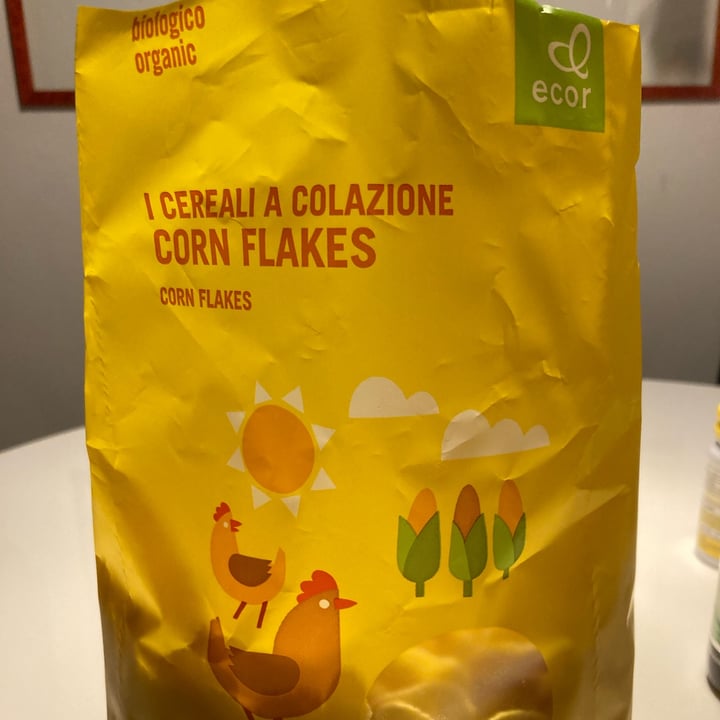 biologico
organic
ecor
I CEREALI A COLAZIONE
CORN FLAKES
CORN FLAKES